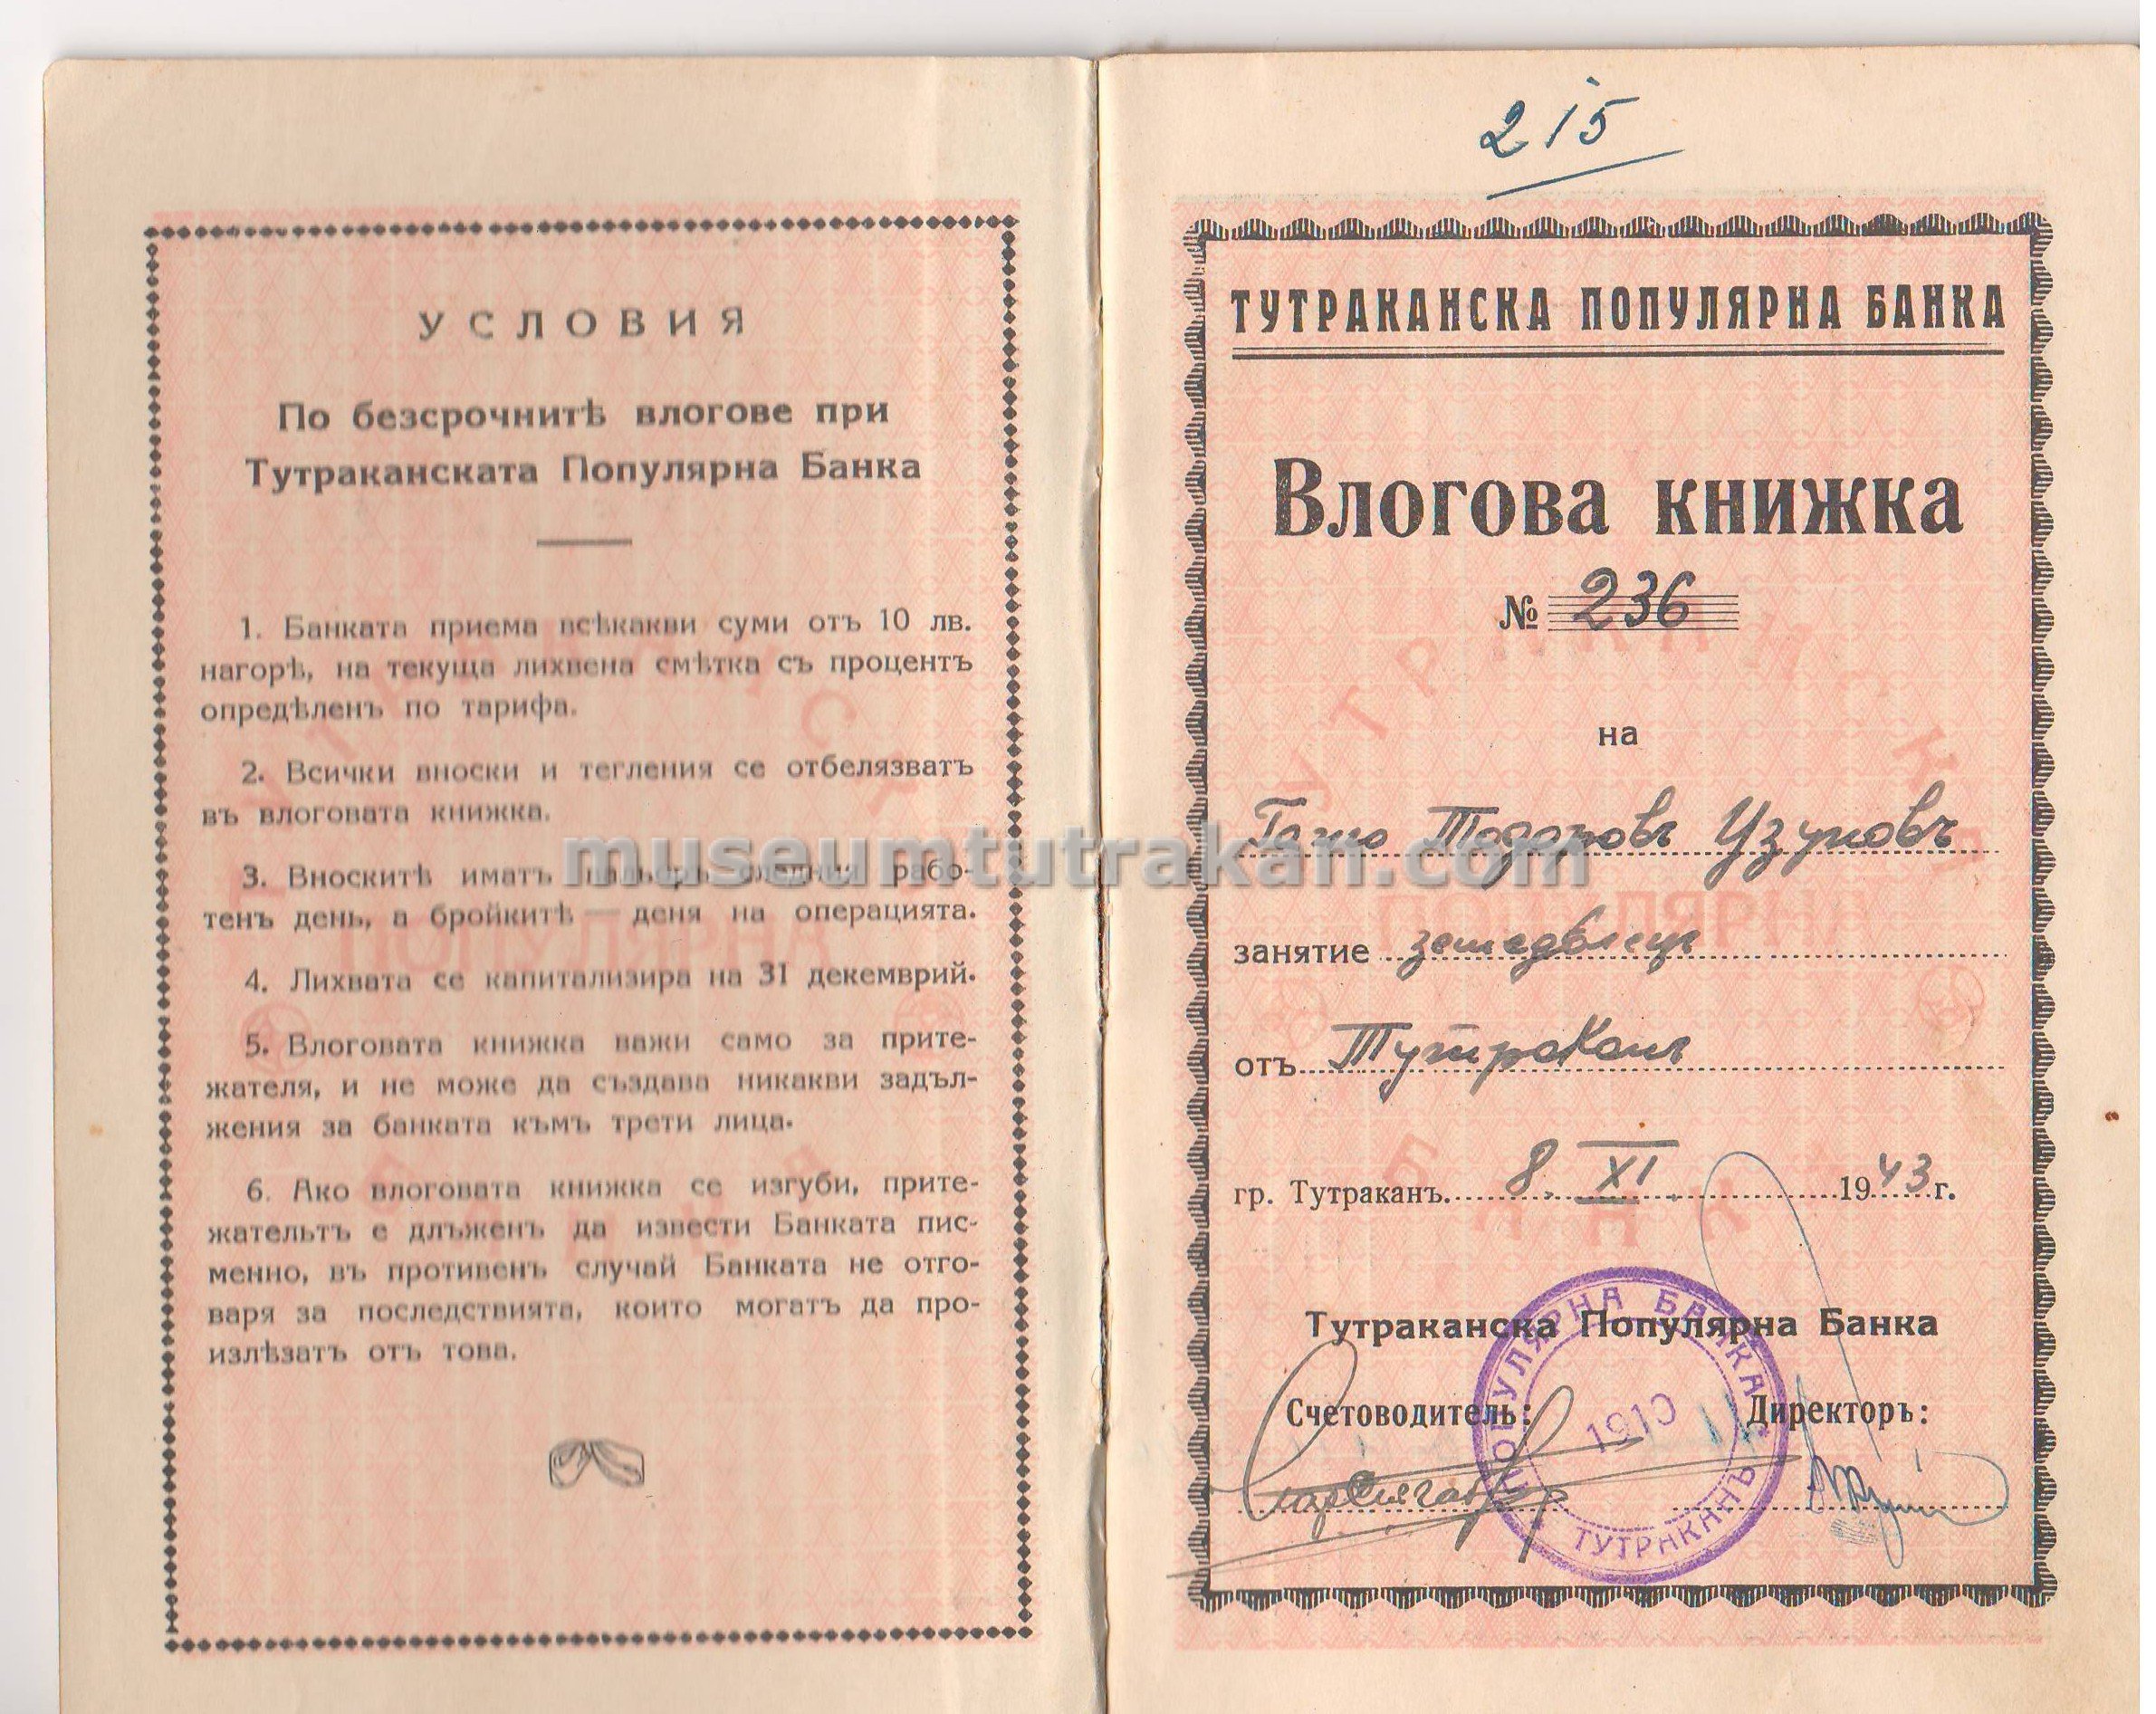 УСЛОВИЯ
По безсрочнитѣ влогове при
Тутраканската Популярна Банка
1. Банката приема всѣкакви суми отъ 10 лв.
нагорѣ, на текуща лихвена смѣтка съ процентъ
опредѣленъ по тарифа.
2. Всички вноски и тегления се отбелязватъ
въ влоговата книжка.
3. Вноскитѣ иматъ вальоръ следния рабо-
тенъ день, а бройкитѣ — деня на операцията.
4. Лихвата се капитализира на 31 декемврий.
5. Влоговата книжка важи само за прите-
жателя, и не може да създава никакви задъл-
жения за банката къмъ трети лица.
6. Ако влоговата книжка се изгуби, прите-
жательтъ е длъженъ да извести Банката пис-
менно, въ противенъ случай Банката не отго-
варя за последствията, които могатъ да про-
излѣзатъ отъ това.
museumtutrakan.com
215
ТУТРАКАНСКА ПОПУЛЯРНА БАНКА
Влогова книжка
№ 236
на
Тодоровъ Узуновъ
занятие земедѣлецъ
отъ Тутраканъ
гр. Тутраканъ 8. XI. 1943 г.
Тутраканска Популярна Банка
Счетоводитель: Директоръ:
ПОПУЛЯРНА БАНКА
1910
ТУТРАКАНЪ
ТУТРАКАНСКА
ПОПУЛЯРНА
БАНКА